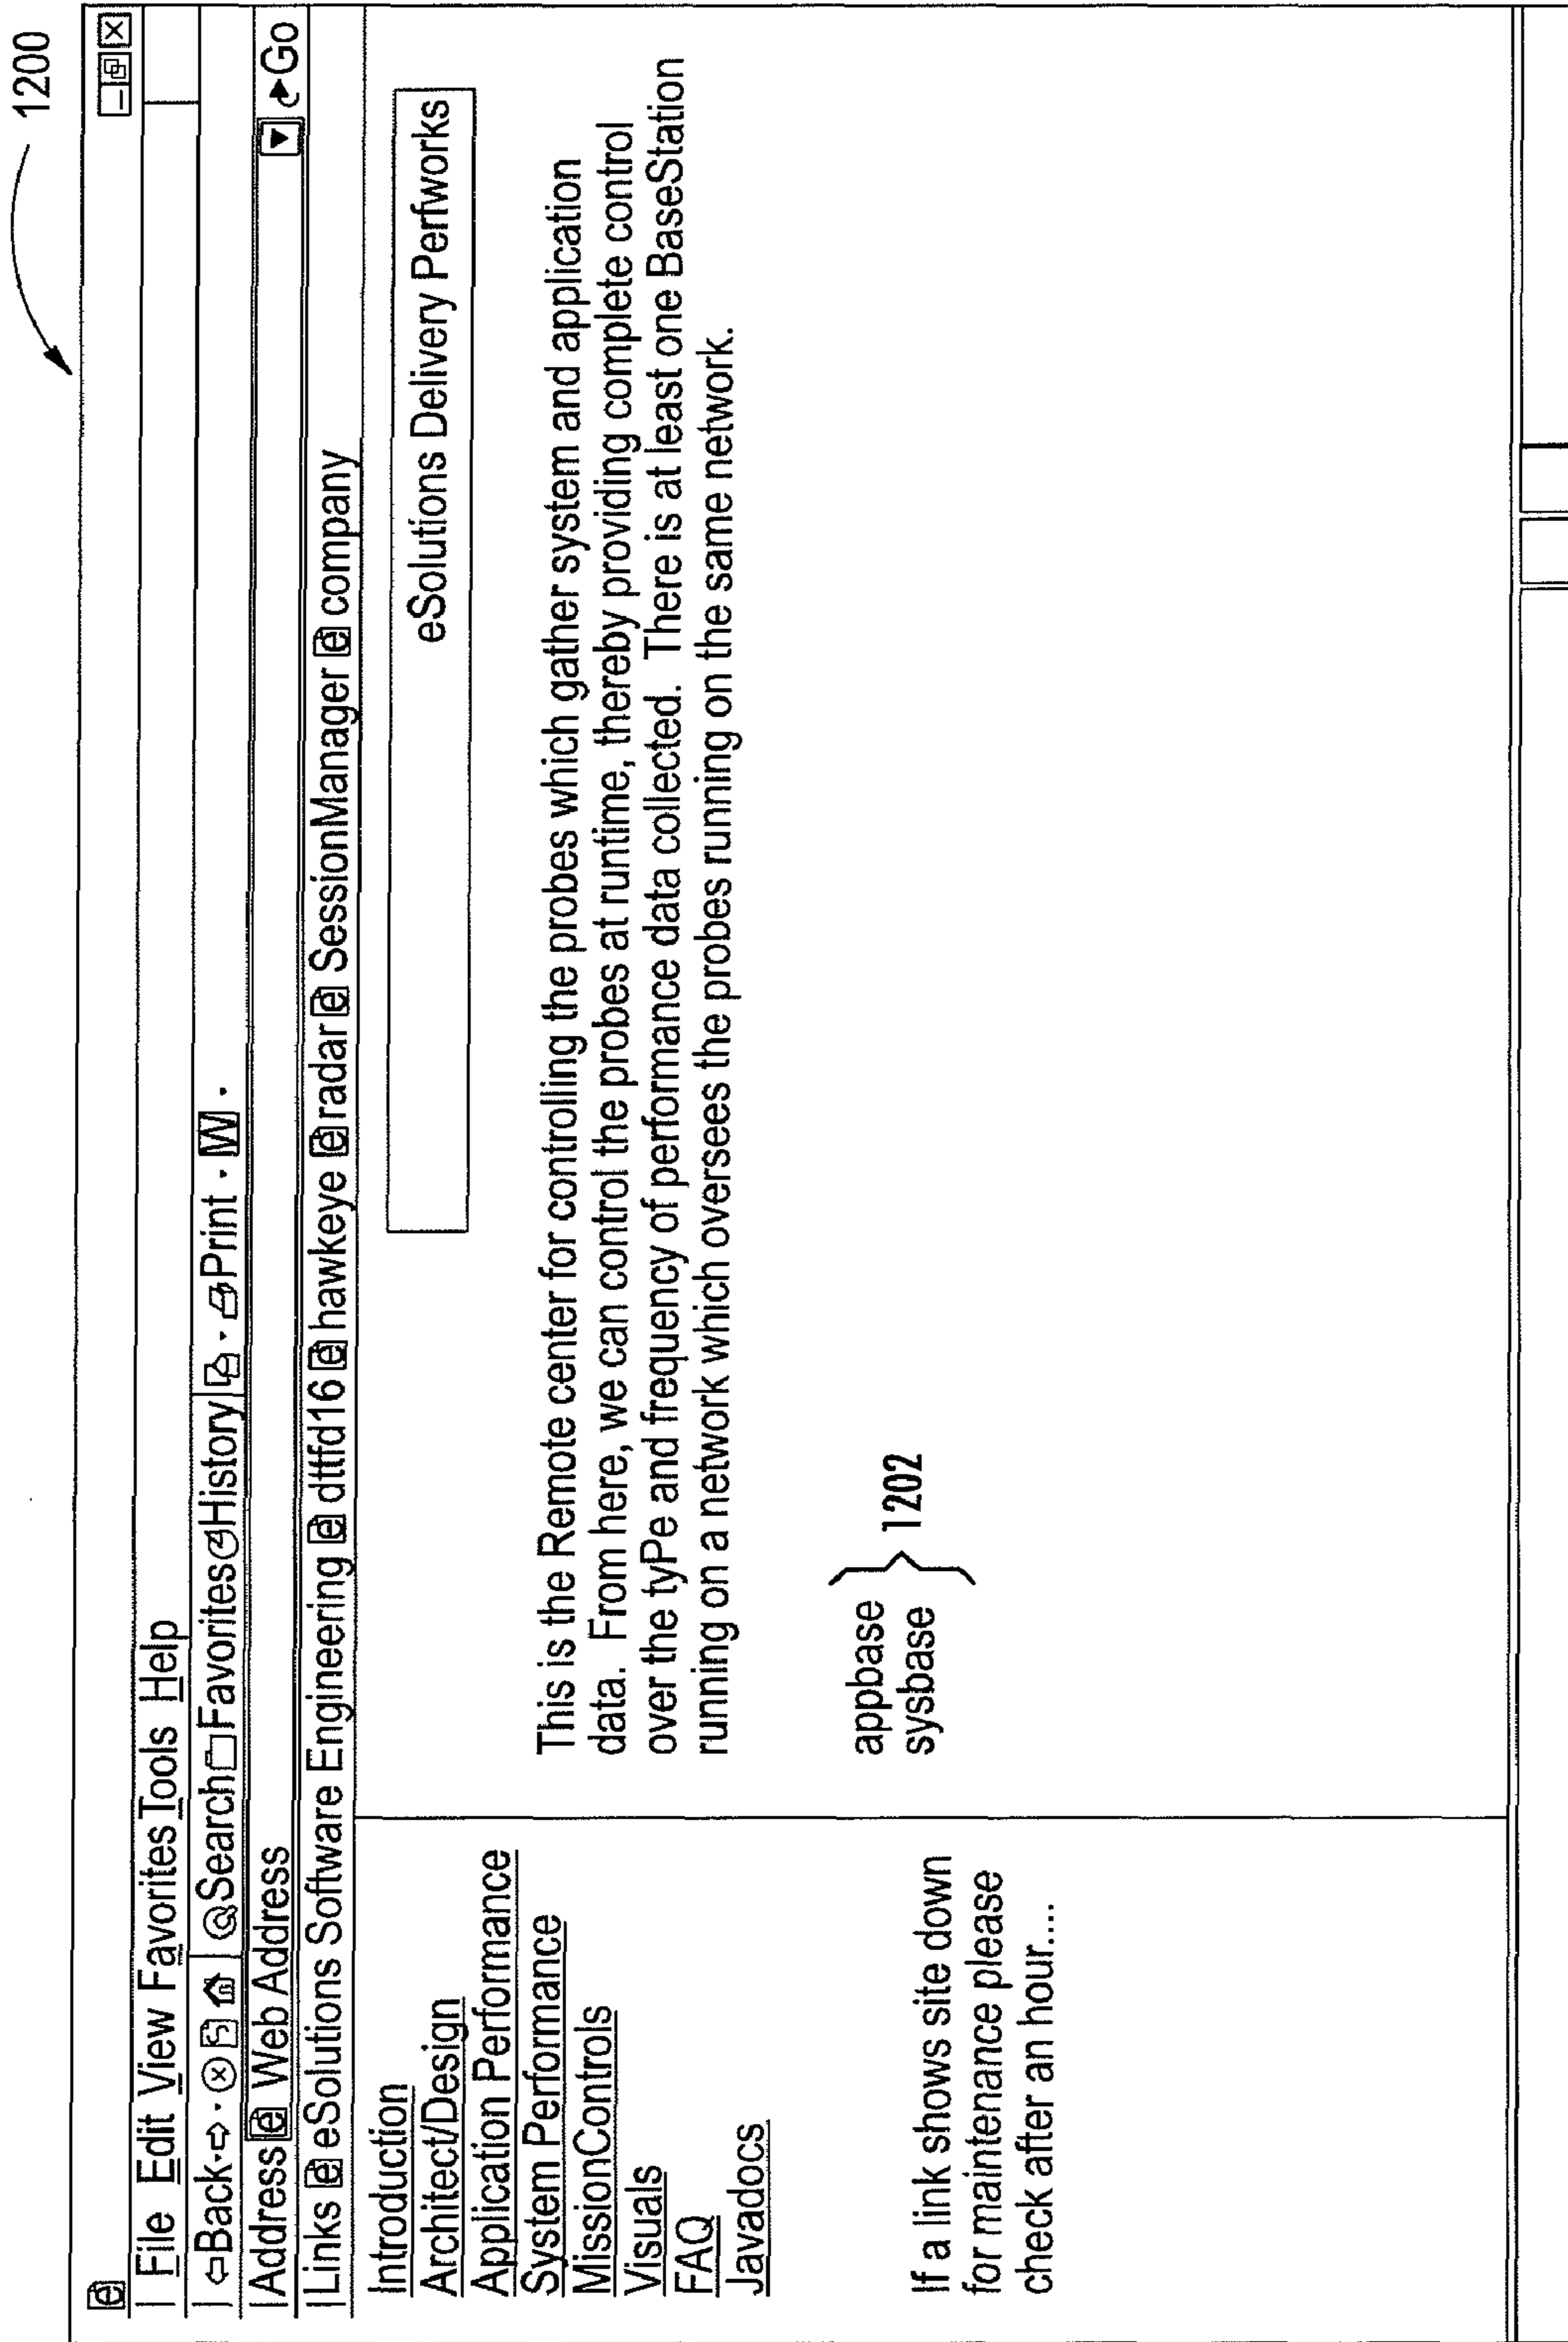 1200
File Edit View Favorites Tools Help
Back Search Favorites History Print W
Address Web Address Go
Links eSolutions Software Engineering dttfd16 hawkeye radar SessionManager company
Introduction
Architect/Design
Application Performance
System Performance
MissionControls
Visuals
FAQ
Javadocs
If a link shows site down
for maintenance please
check after an hour....
eSolutions Delivery Perfworks
This is the Remote center for controlling the probes which gather system and application
data. From here, we can control the probes at runtime, thereby providing complete control
over the tyPe and frequency of performance data collected. There is at least one BaseStation
running on a network which oversees the probes running on the same network.
appbase
sysbase
1202